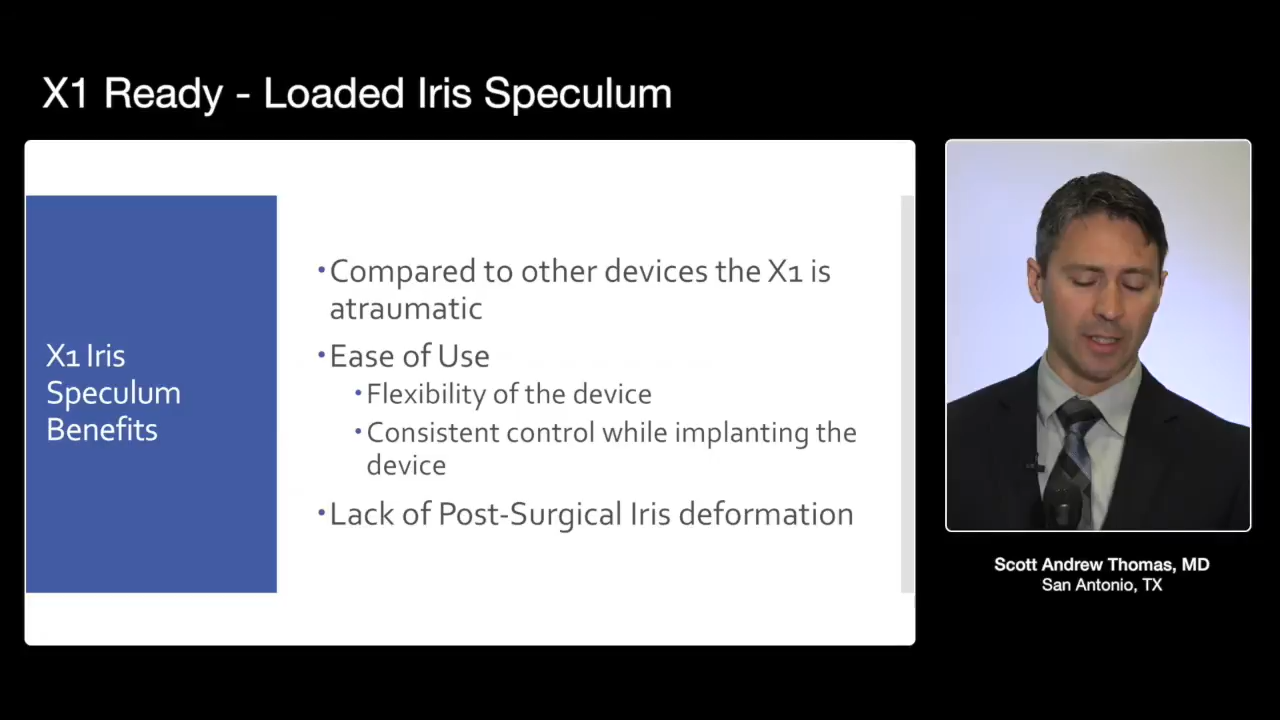 X1 Ready - Loaded Iris Speculum
X1 Iris
Speculum
Benefits
•Compared to other devices the X1 is
atraumatic
•Ease of Use
•Flexibility of the device
•Consistent control while implanting the
device
•Lack of Post-Surgical Iris deformation
Scott Andrew Thomas, MD
San Antonio, TX